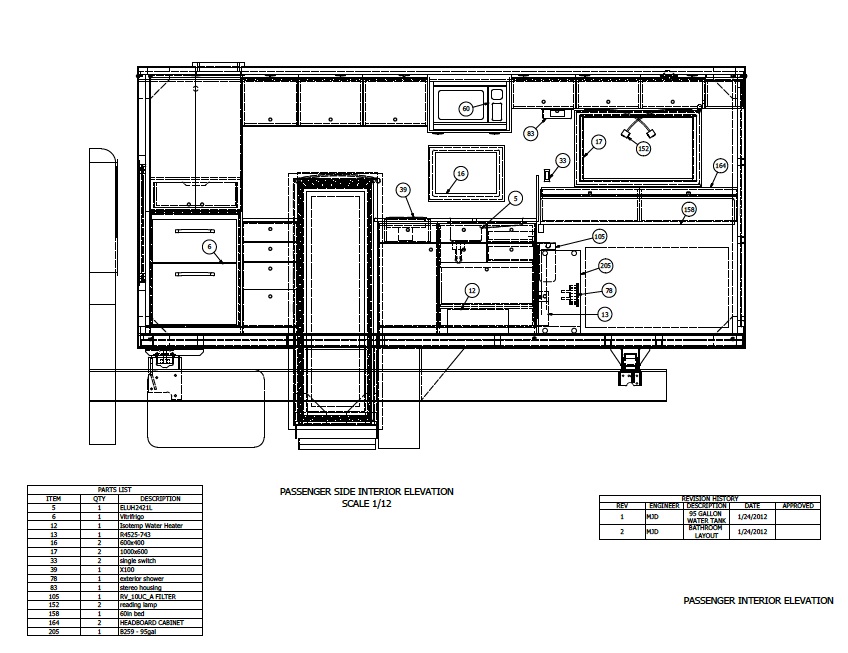 60
83
17
152
33
164
16
39
5
158
105
6
205
12
78
13
PASSENGER SIDE INTERIOR ELEVATION
SCALE 1/12
PARTS LIST
ITEM QTY DESCRIPTION
5 1 ELUH2421L
6 1 Vitrifrigo
12 1 Isotemp Water Heater
13 1 R4525-743
16 2 600x400
17 2 1000x600
33 2 single switch
39 1 X100
78 1 exterior shower
83 1 stereo housing
105 1 RV_10UC_A FILTER
152 2 reading lamp
158 1 60in bed
164 2 HEADBOARD CABINET
205 1 B259 - 95gal
REVISION HISTORY
REV ENGINEER DESCRIPTION DATE APPROVED
1 MJD 95 GALLON WATER TANK 1/24/2012
2 MJD BATHROOM LAYOUT 1/24/2012
PASSENGER INTERIOR ELEVATION